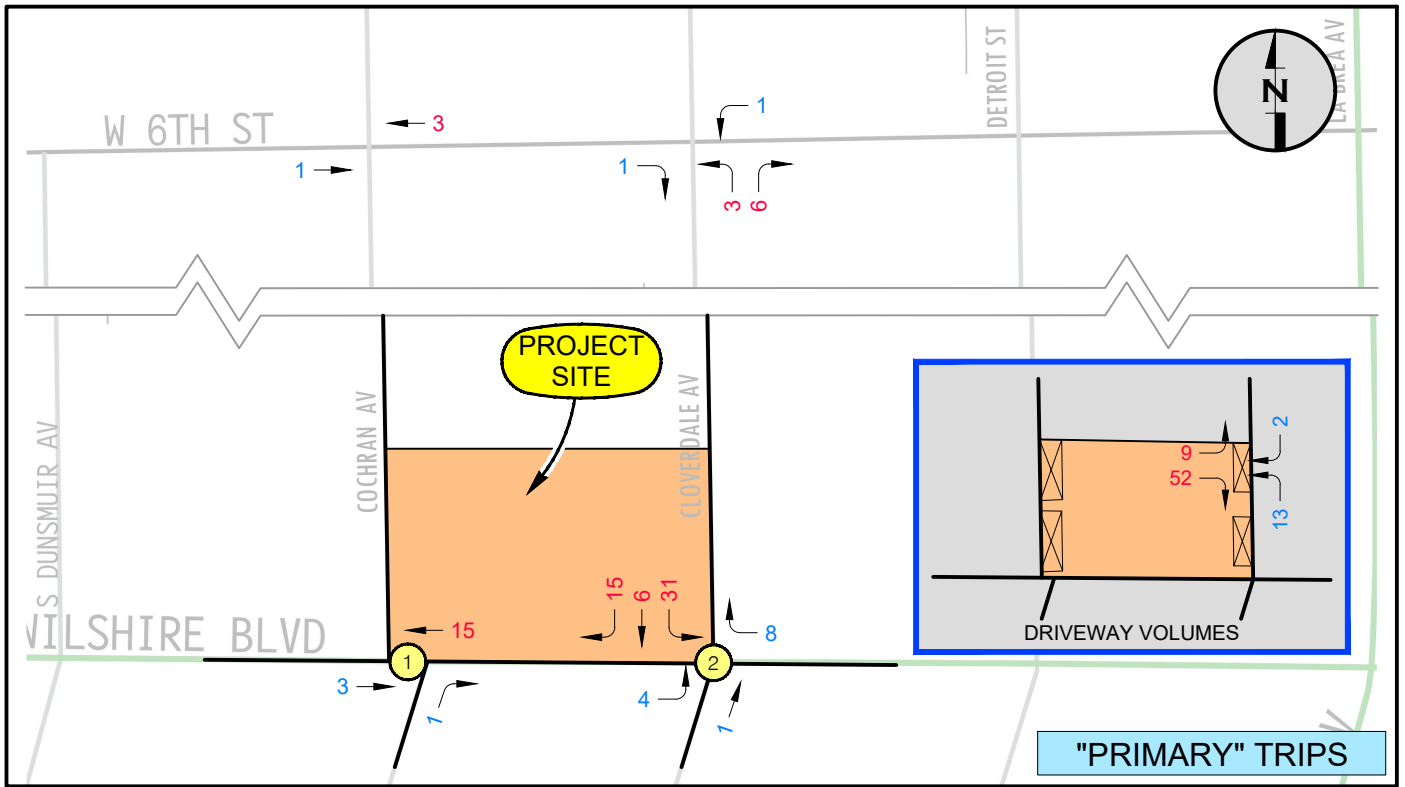 DETROIT ST
LA BREA AV
N
W 6TH ST
3
1
1
1
3
6
PROJECT
SITE
S DUNSMUIR AV
COCHRAN AV
CLOVERDALE AV
WILSHIRE BLVD
15
15
6
31
8
1
2
3
1
4
1
9
52
2
13
DRIVEWAY VOLUMES
V
"PRIMARY" TRIPS